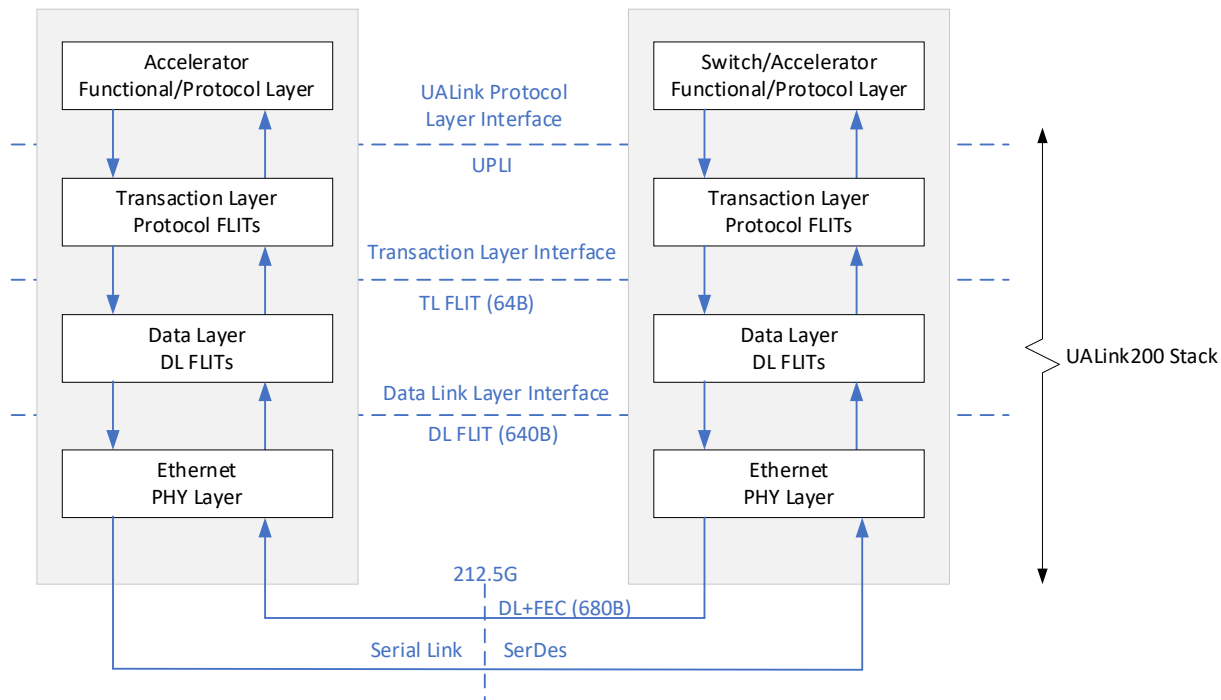 Accelerator
Functional/Protocol Layer
Switch/Accelerator
Functional/Protocol Layer
UALink Protocol
Layer Interface
UPLI
Transaction Layer
Protocol FLITs
Transaction Layer
Protocol FLITs
Transaction Layer Interface
TL FLIT (64B)
Data Layer
DL FLITs
Data Layer
DL FLITs
UALink200 Stack
Data Link Layer Interface
DL FLIT (640B)
Ethernet
PHY Layer
Ethernet
PHY Layer
212.5G
DL+FEC (680B)
Serial Link
SerDes